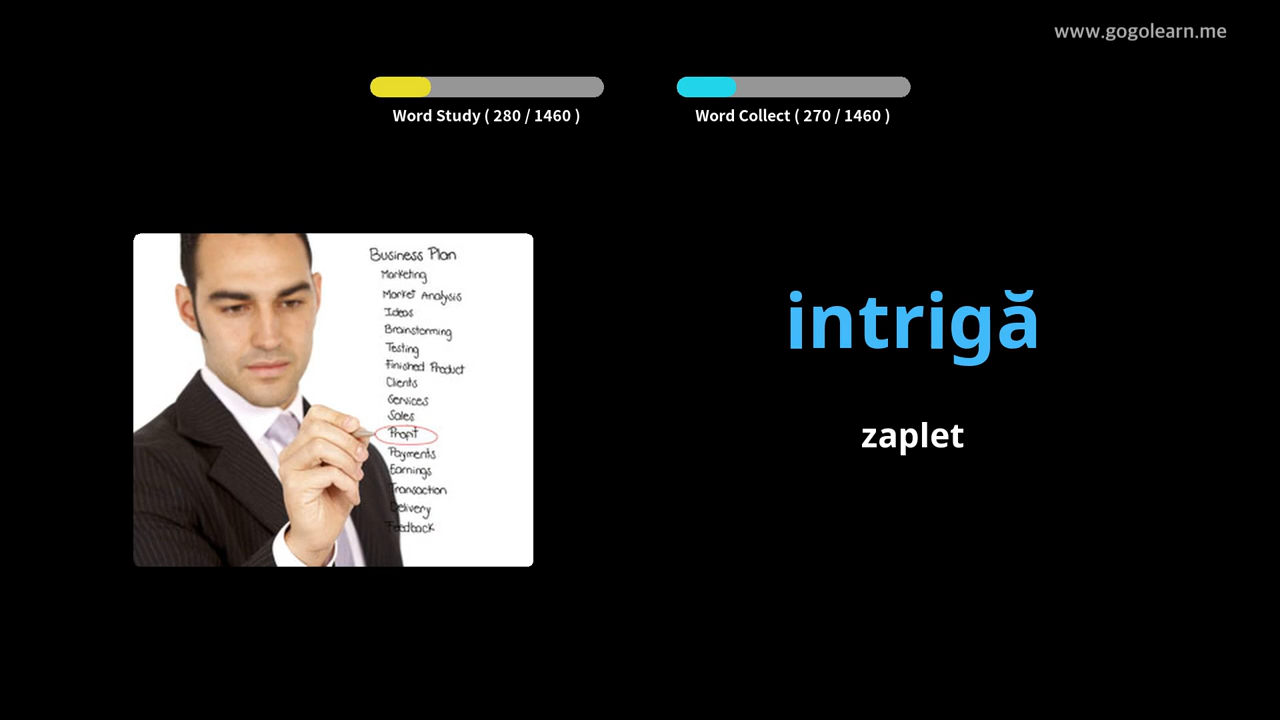 www.gogolearn.me
Word Study ( 280 / 1460 )
Word Collect ( 270 / 1460 )
Business Plan
Marketing
Market Analysis
Ideas
Brainstorming
Testing
Finished Product
Clients
Services
Sales
Profit
Payments
Earnings
Transaction
Delivery
Feedback
intrigă
zaplet